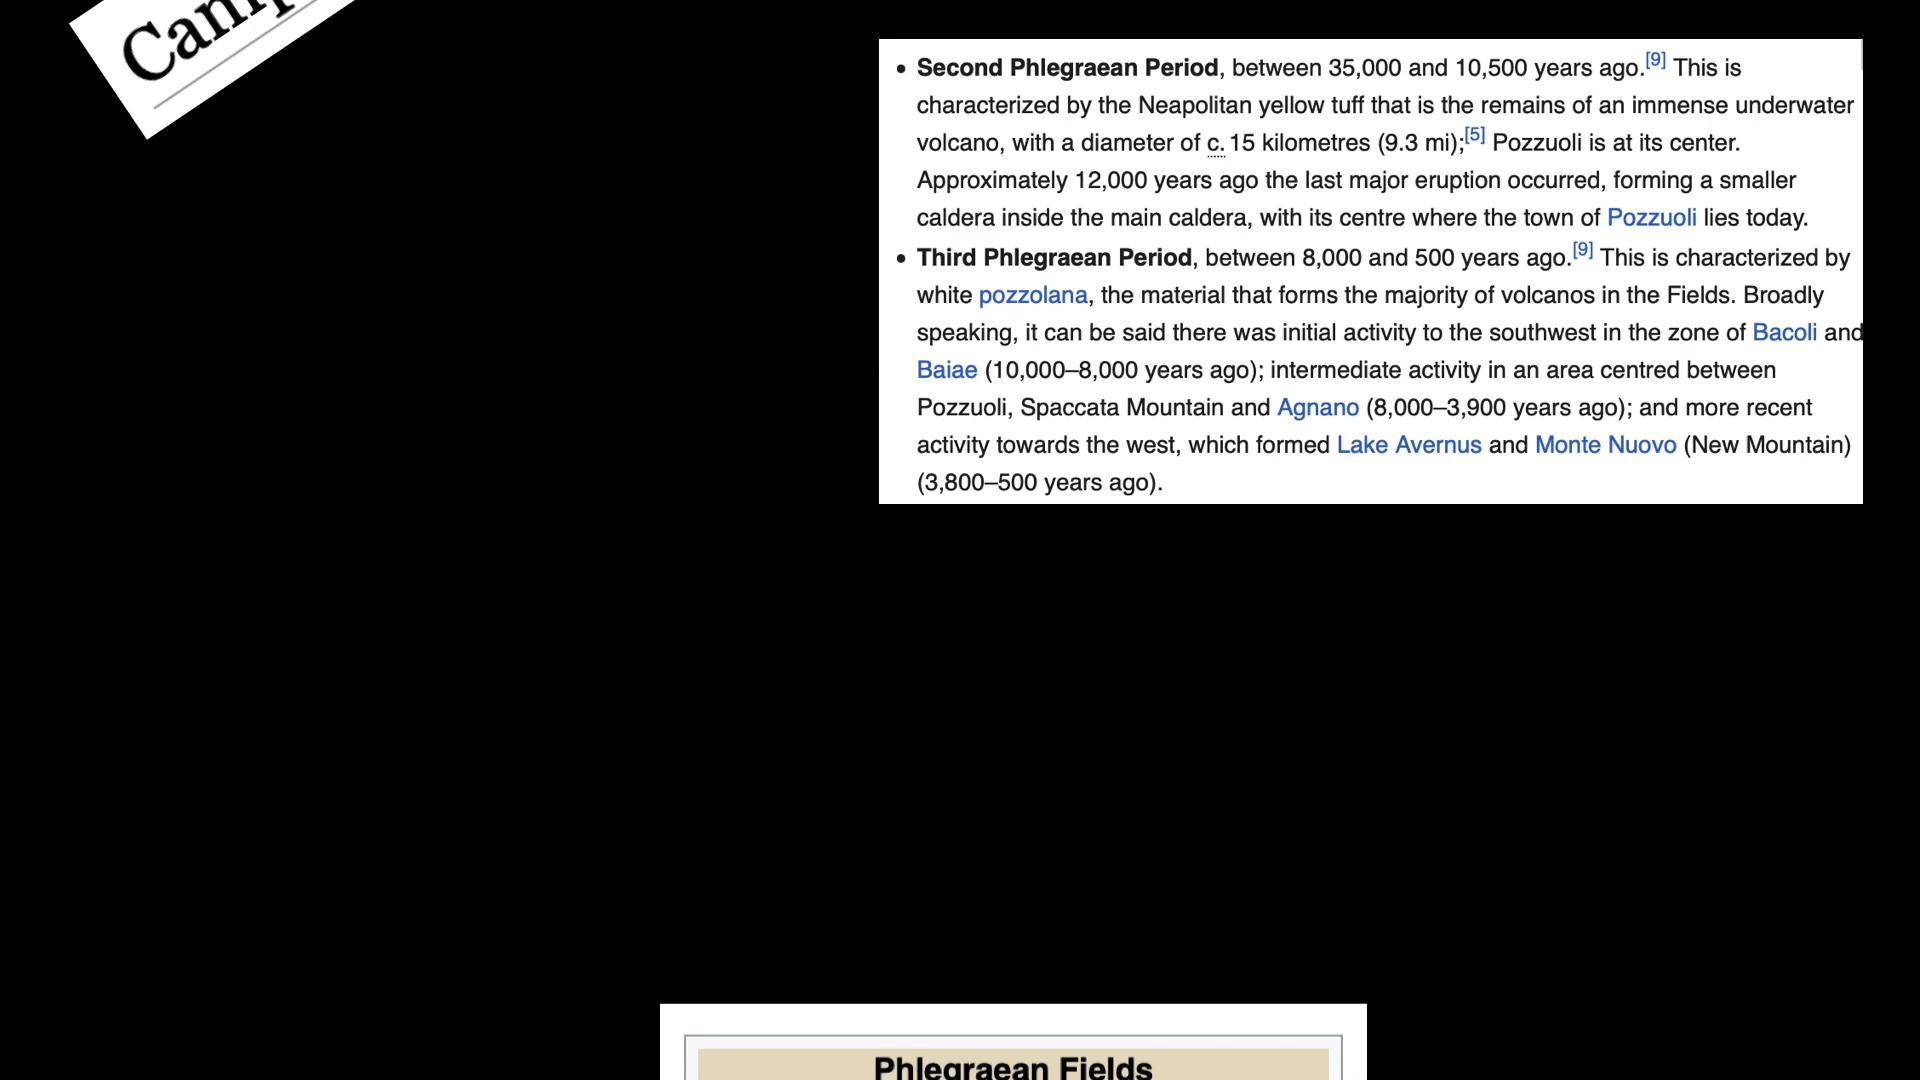 • Second Phlegraean Period, between 35,000 and 10,500 years ago.[9] This is
characterized by the Neapolitan yellow tuff that is the remains of an immense underwater
volcano, with a diameter of c. 15 kilometres (9.3 mi);[5] Pozzuoli is at its center.
Approximately 12,000 years ago the last major eruption occurred, forming a smaller
caldera inside the main caldera, with its centre where the town of Pozzuoli lies today.
• Third Phlegraean Period, between 8,000 and 500 years ago.[9] This is characterized by
white pozzolana, the material that forms the majority of volcanos in the Fields. Broadly
speaking, it can be said there was initial activity to the southwest in the zone of Bacoli and
Baiae (10,000–8,000 years ago); intermediate activity in an area centred between
Pozzuoli, Spaccata Mountain and Agnano (8,000–3,900 years ago); and more recent
activity towards the west, which formed Lake Avernus and Monte Nuovo (New Mountain)
(3,800–500 years ago).
Phlegraean Fields